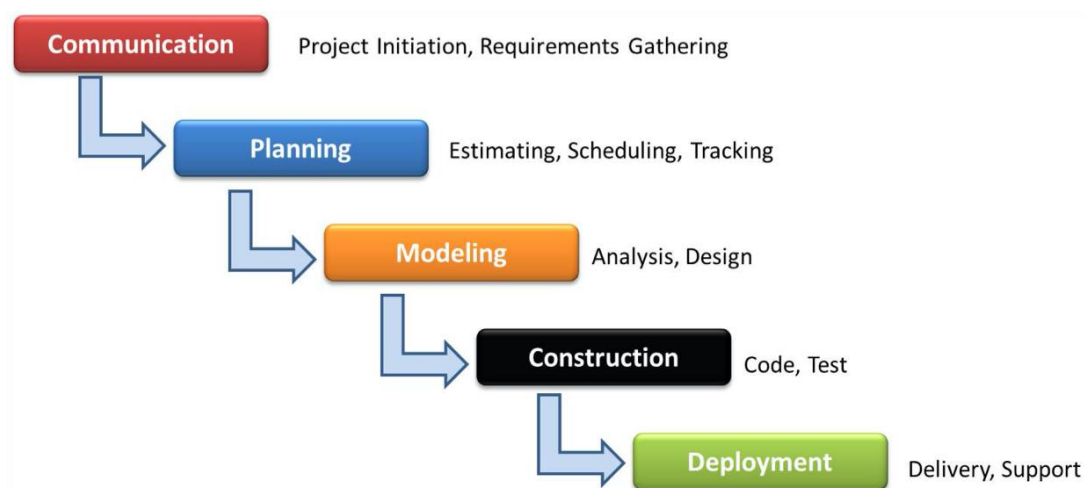 Communication
Project Initiation, Requirements Gathering
Planning
Estimating, Scheduling, Tracking
Modeling
Analysis, Design
Construction
Code, Test
Deployment
Delivery, Support